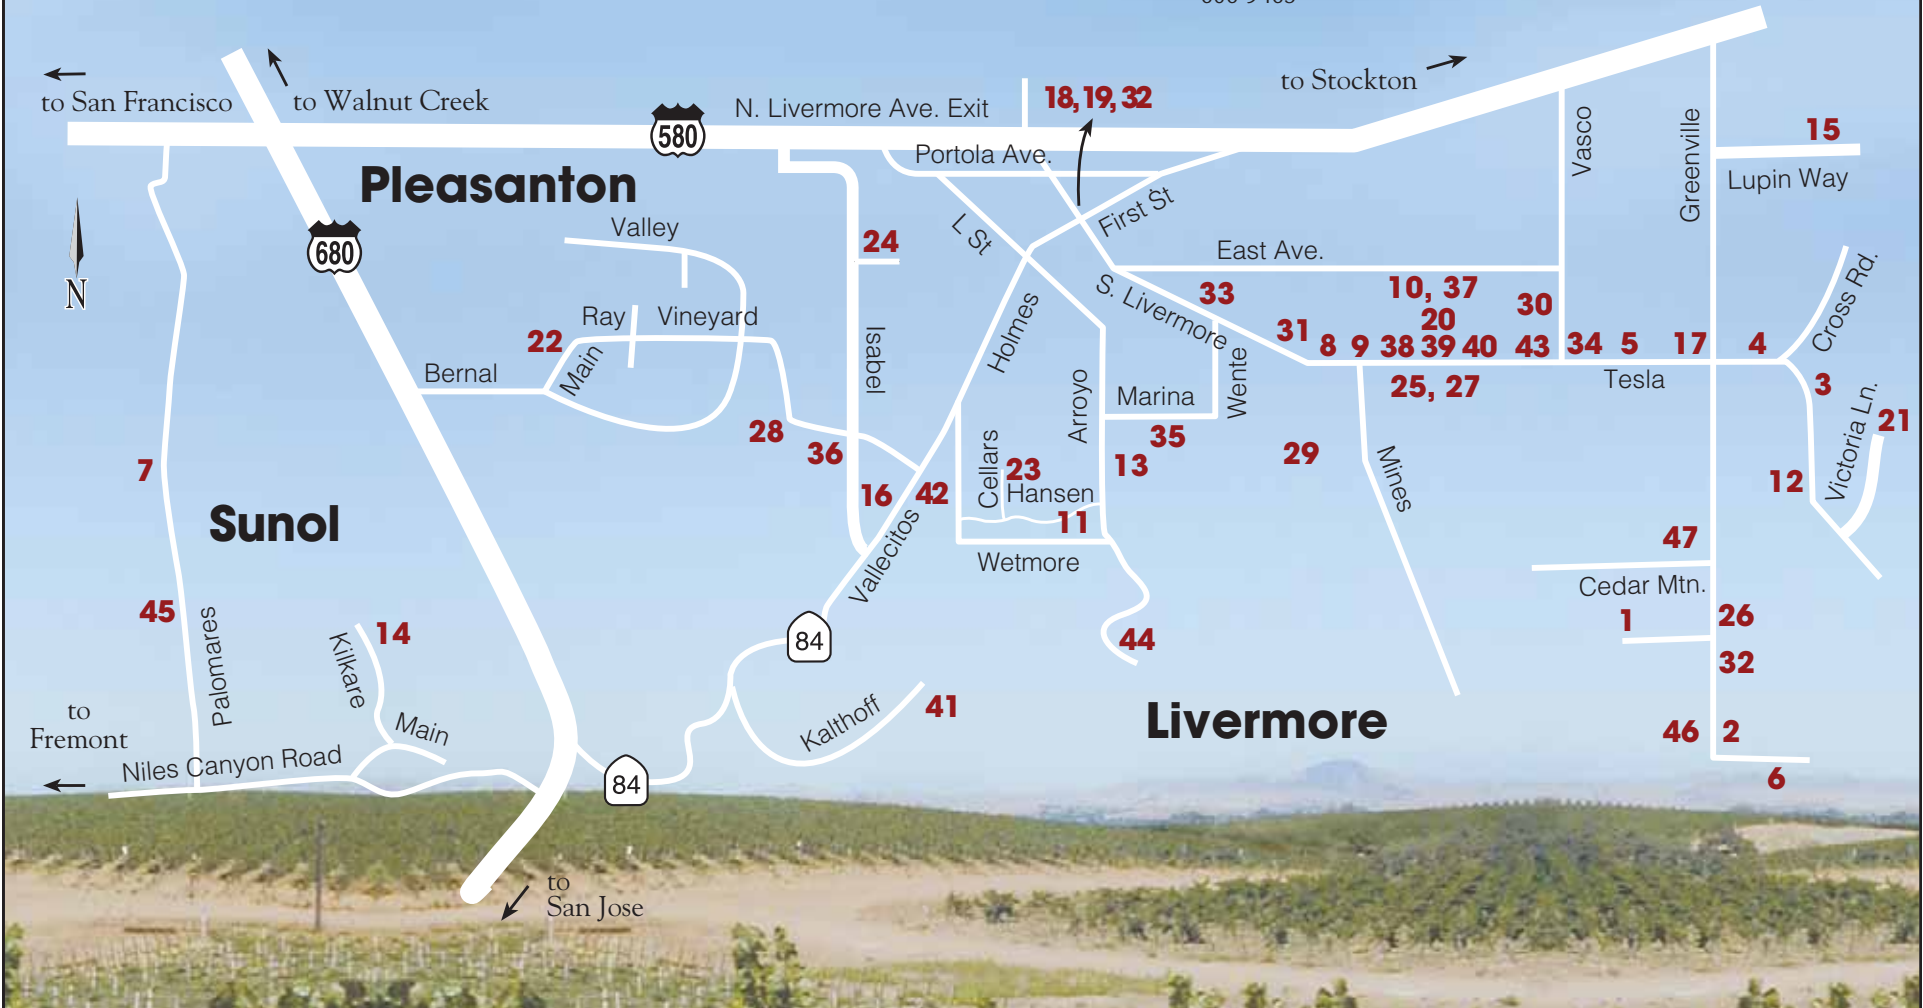 to San Francisco
to Walnut Creek
N. Livermore Ave. Exit
18, 19, 32
to Stockton
580
Portola Ave.
Pleasanton
Vasco
Greenville
15
Lupin Way
680
N
Valley
24
L St
First St
East Ave.
Cross Rd.
S. Livermore
33
10, 37
30
20
Ray
Vineyard
22
Main
Bernal
Isabel
Holmes
31
8
9
38
39
40
43
34
5
17
4
Wente
Tesla
25, 27
3
Marina
Arroyo
21
28
36
35
13
29
Mines
12
Victoria Ln.
7
Sunol
16
42
Cellars
23
Hansen
11
Wetmore
Vallecitos
47
Cedar Mtn.
45
Palomares
Kilkare
14
84
44
1
26
32
41
Kalthoff
Livermore
46
2
6
to
Fremont
Niles Canyon Road
Main
84
to
San Jose